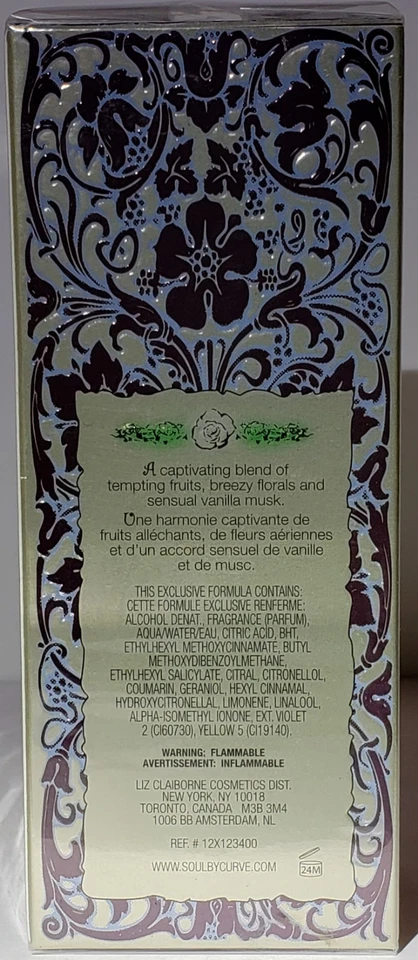 A captivating blend of
tempting fruits, breezy florals and
sensual vanilla musk.
Une harmonie captivante de
fruits alléchants, de fleurs aériennes
et d'un accord sensuel de vanille
et de musc.
THIS EXCLUSIVE FORMULA CONTAINS:
CETTE FORMULE EXCLUSIVE RENFERME:
ALCOHOL DENAT., FRAGRANCE (PARFUM),
AQUA/WATER/EAU, CITRIC ACID, BHT,
ETHYLHEXYL METHOXYCINNAMATE, BUTYL
METHOXYDIBENZOYLMETHANE,
ETHYLHEXYL SALICYLATE, CITRAL, CITRONELLOL,
COUMARIN, GERANIOL, HEXYL CINNAMAL,
HYDROXYCITRONELLAL, LIMONENE, LINALOOL,
ALPHA-ISOMETHYL IONONE, EXT. VIOLET
2 (CI60730), YELLOW 5 (CI19140).
WARNING: FLAMMABLE
AVERTISSEMENT: INFLAMMABLE
LIZ CLAIBORNE COSMETICS DIST.
NEW YORK, NY 10018
TORONTO, CANADA M3B 3M4
1006 BB AMSTERDAM, NL
REF. # 12X123400
WWW.SOULBYCURVE.COM
24M